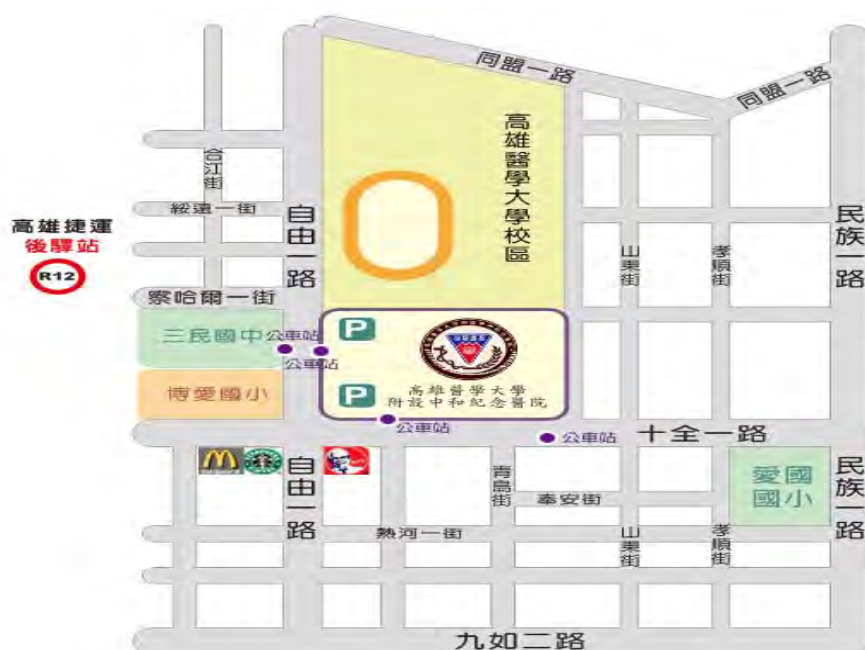 同盟一路
同盟一路
高雄醫學大學校區
合江街
綏遠一街
自由一路
民族一路
高雄捷運
後驛站
R12
山東街
孝順街
察哈爾一街
三民國中
公車站
公車站
P
P
高雄醫學大學
附設中和紀念醫院
博愛國小
公車站
公車站
十全一路
自由一路
青島街
奉安街
愛國
國小
民族一路
熱河一街
山東街
孝順街
九如二路